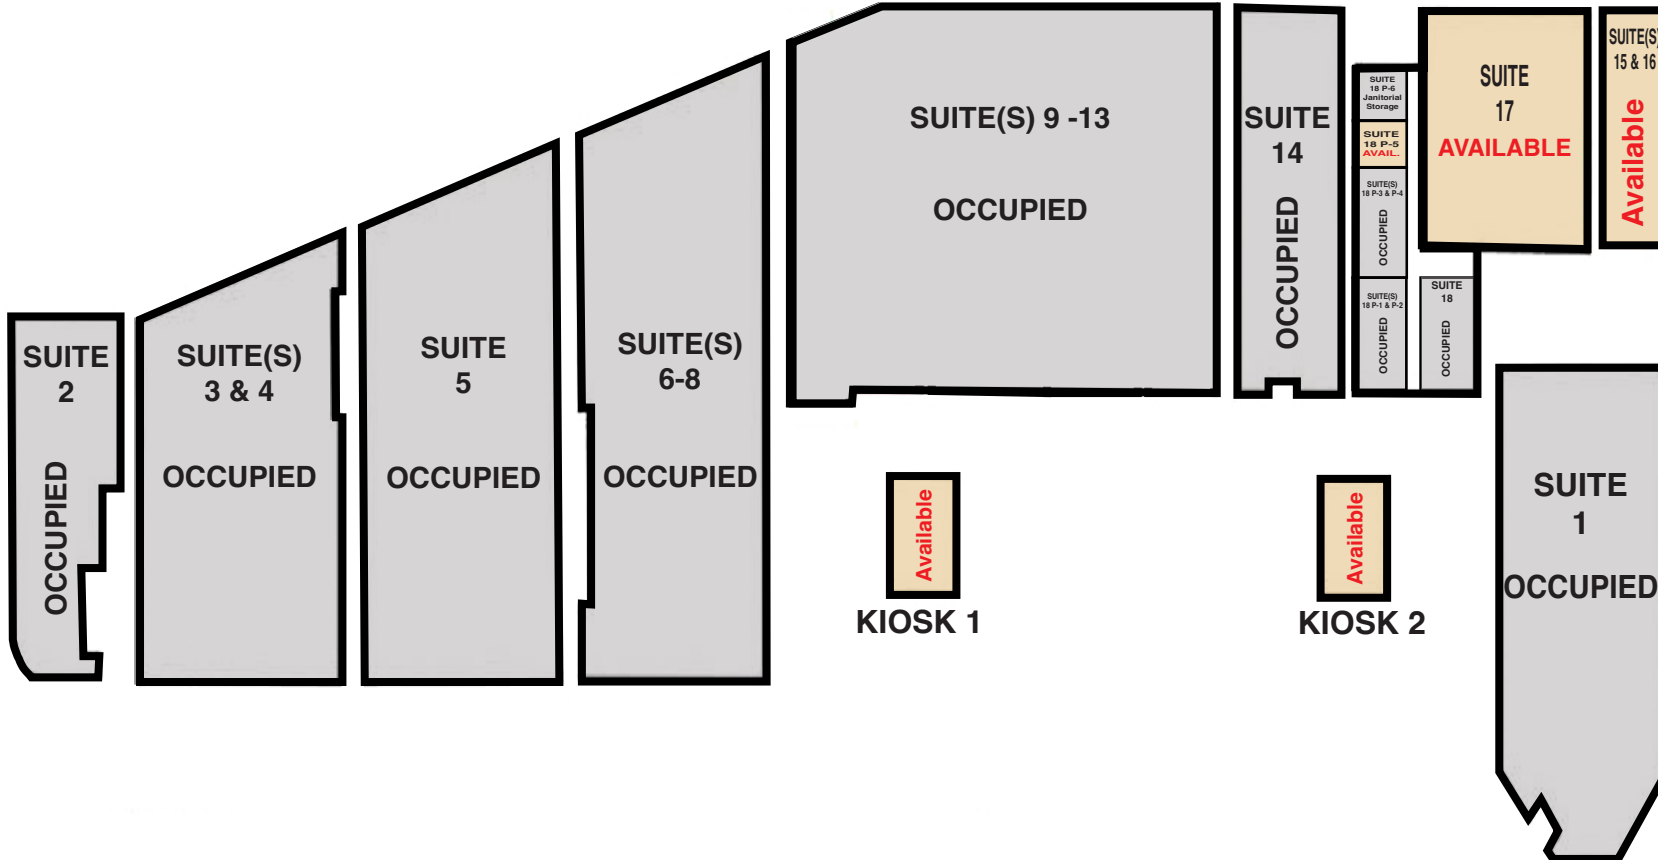 SUITE
2
OCCUPIED
SUITE(S)
3 & 4
OCCUPIED
SUITE
5
OCCUPIED
SUITE(S)
6-8
OCCUPIED
SUITE(S) 9 -13
OCCUPIED
SUITE
14
OCCUPIED
SUITE
18 P-6
Janitorial
Storage
SUITE
18 P-5
AVAIL.
SUITE(S)
18 P-3 & P-4
OCCUPIED
SUITE(S)
18 P-1 & P-2
OCCUPIED
SUITE
18
OCCUPIED
SUITE
17
AVAILABLE
SUITE(S)
15 & 16
Available
Available
KIOSK 1
Available
KIOSK 2
SUITE
1
OCCUPIED